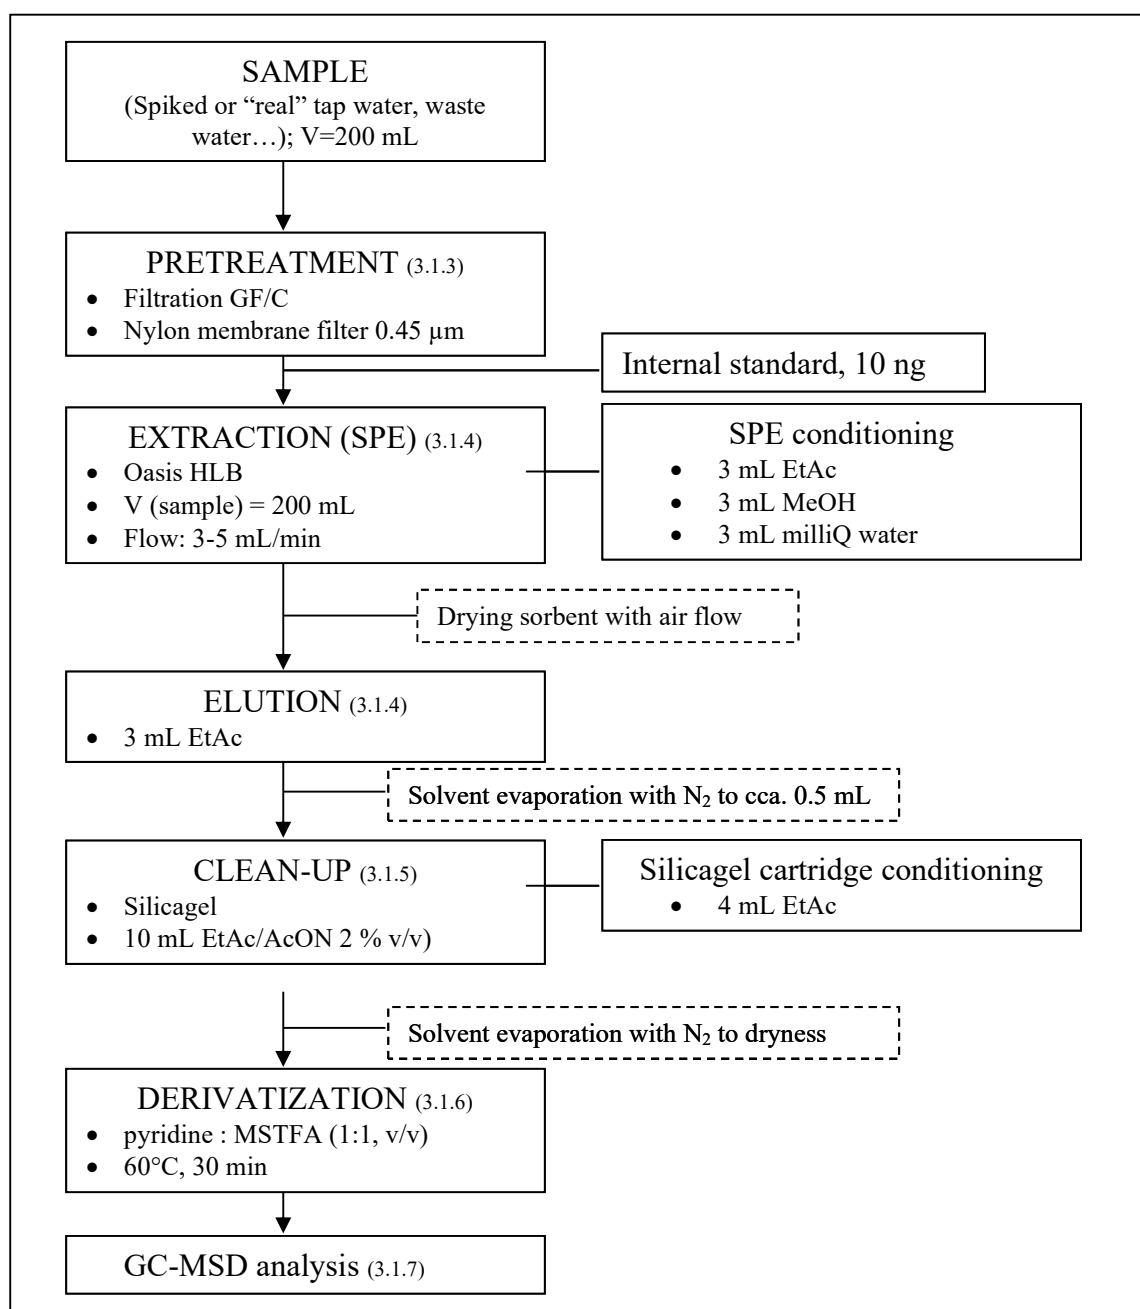 SAMPLE
(Spiked or “real” tap water, waste
water…); V=200 mL
PRETREATMENT (3.1.3)
• Filtration GF/C
• Nylon membrane filter 0.45 µm
Internal standard, 10 ng
EXTRACTION (SPE) (3.1.4)
• Oasis HLB
• V (sample) = 200 mL
• Flow: 3-5 mL/min
SPE conditioning
• 3 mL EtAc
• 3 mL MeOH
• 3 mL milliQ water
Drying sorbent with air flow
ELUTION (3.1.4)
• 3 mL EtAc
Solvent evaporation with N₂ to cca. 0.5 mL
CLEAN-UP (3.1.5)
• Silicagel
• 10 mL EtAc/AcON 2 % v/v)
Silicagel cartridge conditioning
• 4 mL EtAc
Solvent evaporation with N₂ to dryness
DERIVATIZATION (3.1.6)
• pyridine : MSTFA (1:1, v/v)
• 60°C, 30 min
GC-MSD analysis (3.1.7)